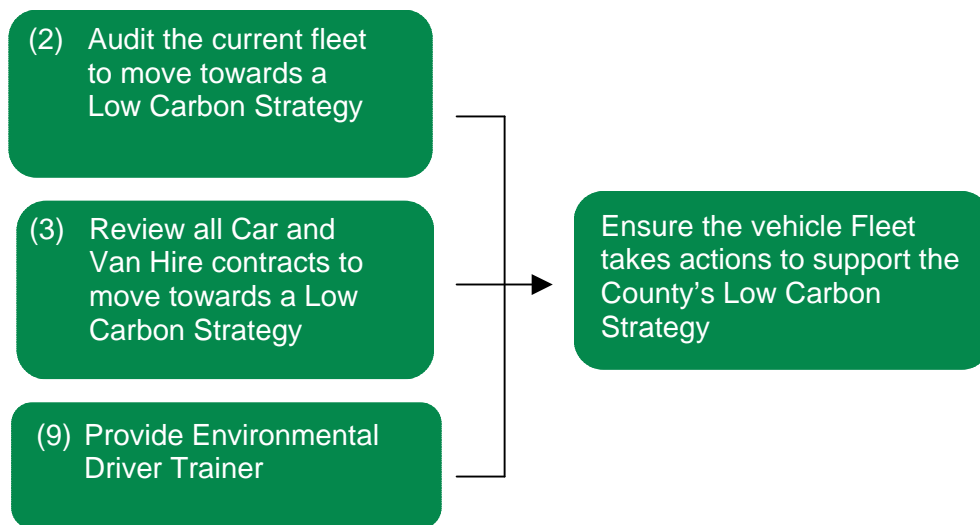 (2) Audit the current fleet
to move towards a
Low Carbon Strategy
(3) Review all Car and
Van Hire contracts to
move towards a Low
Carbon Strategy
(9) Provide Environmental
Driver Trainer
Ensure the vehicle Fleet
takes actions to support the
County’s Low Carbon
Strategy